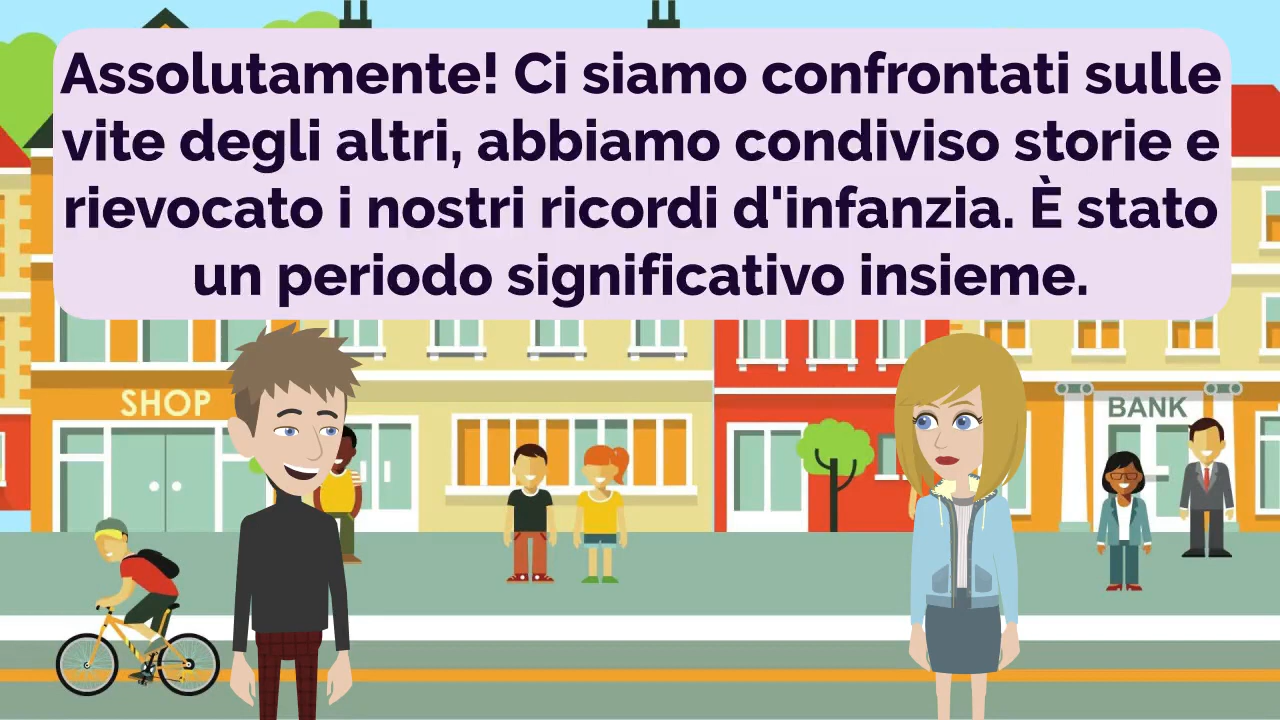 Assolutamente! Ci siamo confrontati sulle
vite degli altri, abbiamo condiviso storie e
rievocato i nostri ricordi d'infanzia. È stato
un periodo significativo insieme.
SHOP
BANK